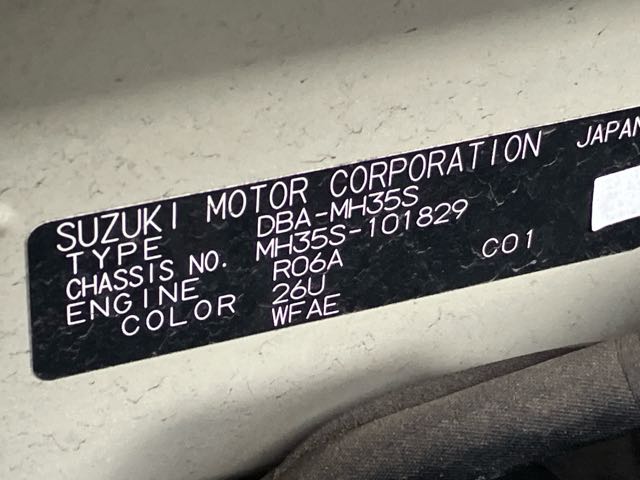 SUZUKI MOTOR CORPORATION JAPAN
TYPE DBA-MH35S
CHASSIS NO. MH35S-101829
ENGINE R06A C01
COLOR 26U
WFAE